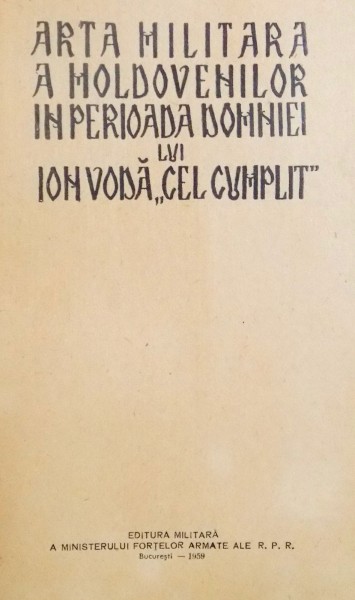 ARTA MILITARA
A MOLDOVENILOR
IN PERIOADA DOMNIEI
LUI
ION VODĂ „CEL CUMPLIT”
EDITURA MILITARĂ
A MINISTERULUI FORȚELOR ARMATE ALE R. P. R.
București — 1959